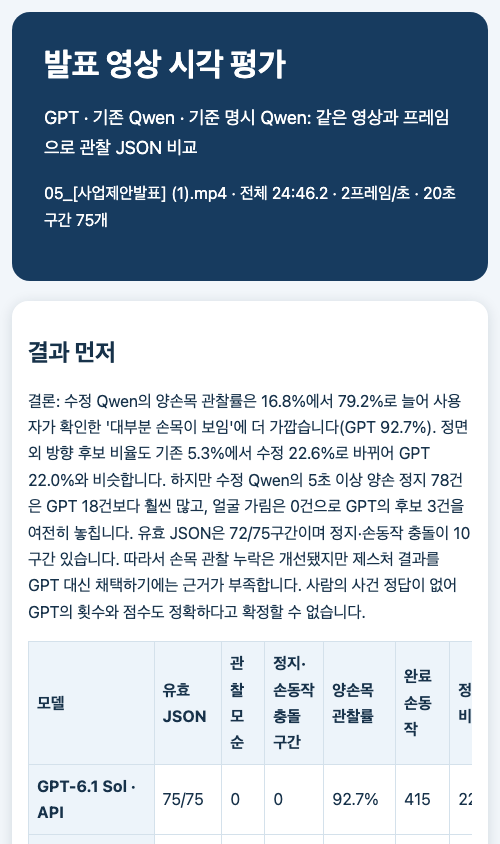 발표 영상 시각 평가
GPT · 기존 Qwen · 기준 명시 Qwen: 같은 영상과 프레임
으로 관찰 JSON 비교
05_[사업제안발표] (1).mp4 · 전체 24:46.2 · 2프레임/초 · 20초
구간 75개
결과 먼저
결론: 수정 Qwen의 양손목 관찰률은 16.8%에서 79.2%로 늘어 사용
자가 확인한 '대부분 손목이 보임'에 더 가깝습니다(GPT 92.7%). 정면
외 방향 후보 비율도 기존 5.3%에서 수정 22.6%로 바뀌어 GPT
22.0%와 비슷합니다. 하지만 수정 Qwen의 5초 이상 양손 정지 78건
은 GPT 18건보다 훨씬 많고, 얼굴 가림은 0건으로 GPT의 후보 3건을
여전히 놓칩니다. 유효 JSON은 72/75구간이며 정지·손동작 충돌이 10
구간 있습니다. 따라서 손목 관찰 누락은 개선됐지만 제스처 결과를
GPT 대신 채택하기에는 근거가 부족합니다. 사람의 사건 정답이 없어
GPT의 횟수와 점수도 정확하다고 확정할 수 없습니다.
모델
유효
JSON
관
찰
모
순
정지·
손동작
충돌
구간
양손목
관찰률
완료
손동
작
GPT-6.1 Sol ·
API
75/75
0
0
92.7%
415